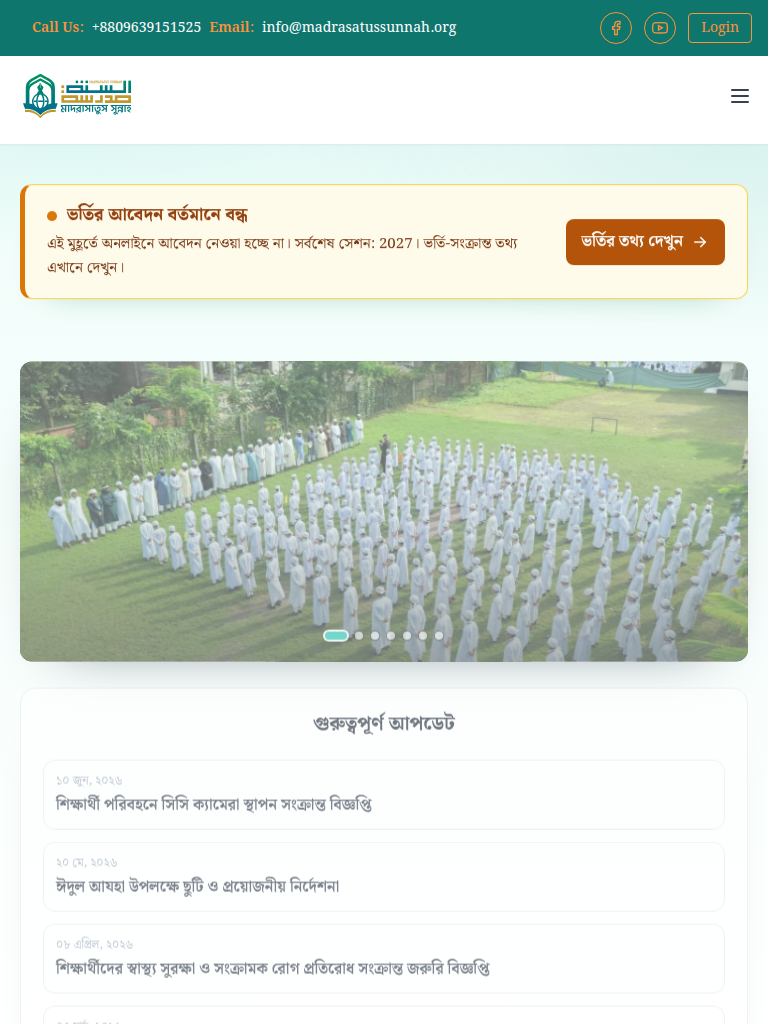 Call Us: +8809639151525 Email: info@madrasatussunnah.org
Login
السنة
مدرسة
মাদরাসাতুস সুন্নাহ
ভর্তির আবেদন বর্তমানে বন্ধ
এই মুহূর্তে অনলাইনে আবেদন নেওয়া হচ্ছে না। সর্বশেষ সেশন: 2027। ভর্তি-সংক্রান্ত তথ্য
এখানে দেখুন।
ভর্তির তথ্য দেখুন →
গুরুত্বপূর্ণ আপডেট
১০ জুন, ২০২৬
শিক্ষার্থী পরিবহনে সিসি ক্যামেরা স্থাপন সংক্রান্ত বিজ্ঞপ্তি
২০ মে, ২০২৬
ঈদুল আযহা উপলক্ষে ছুটি ও প্রয়োজনীয় নির্দেশনা
০৮ এপ্রিল, ২০২৬
শিক্ষার্থীদের স্বাস্থ্য সুরক্ষা ও সংক্রামক রোগ প্রতিরোধ সংক্রান্ত জরুরি বিজ্ঞপ্তি